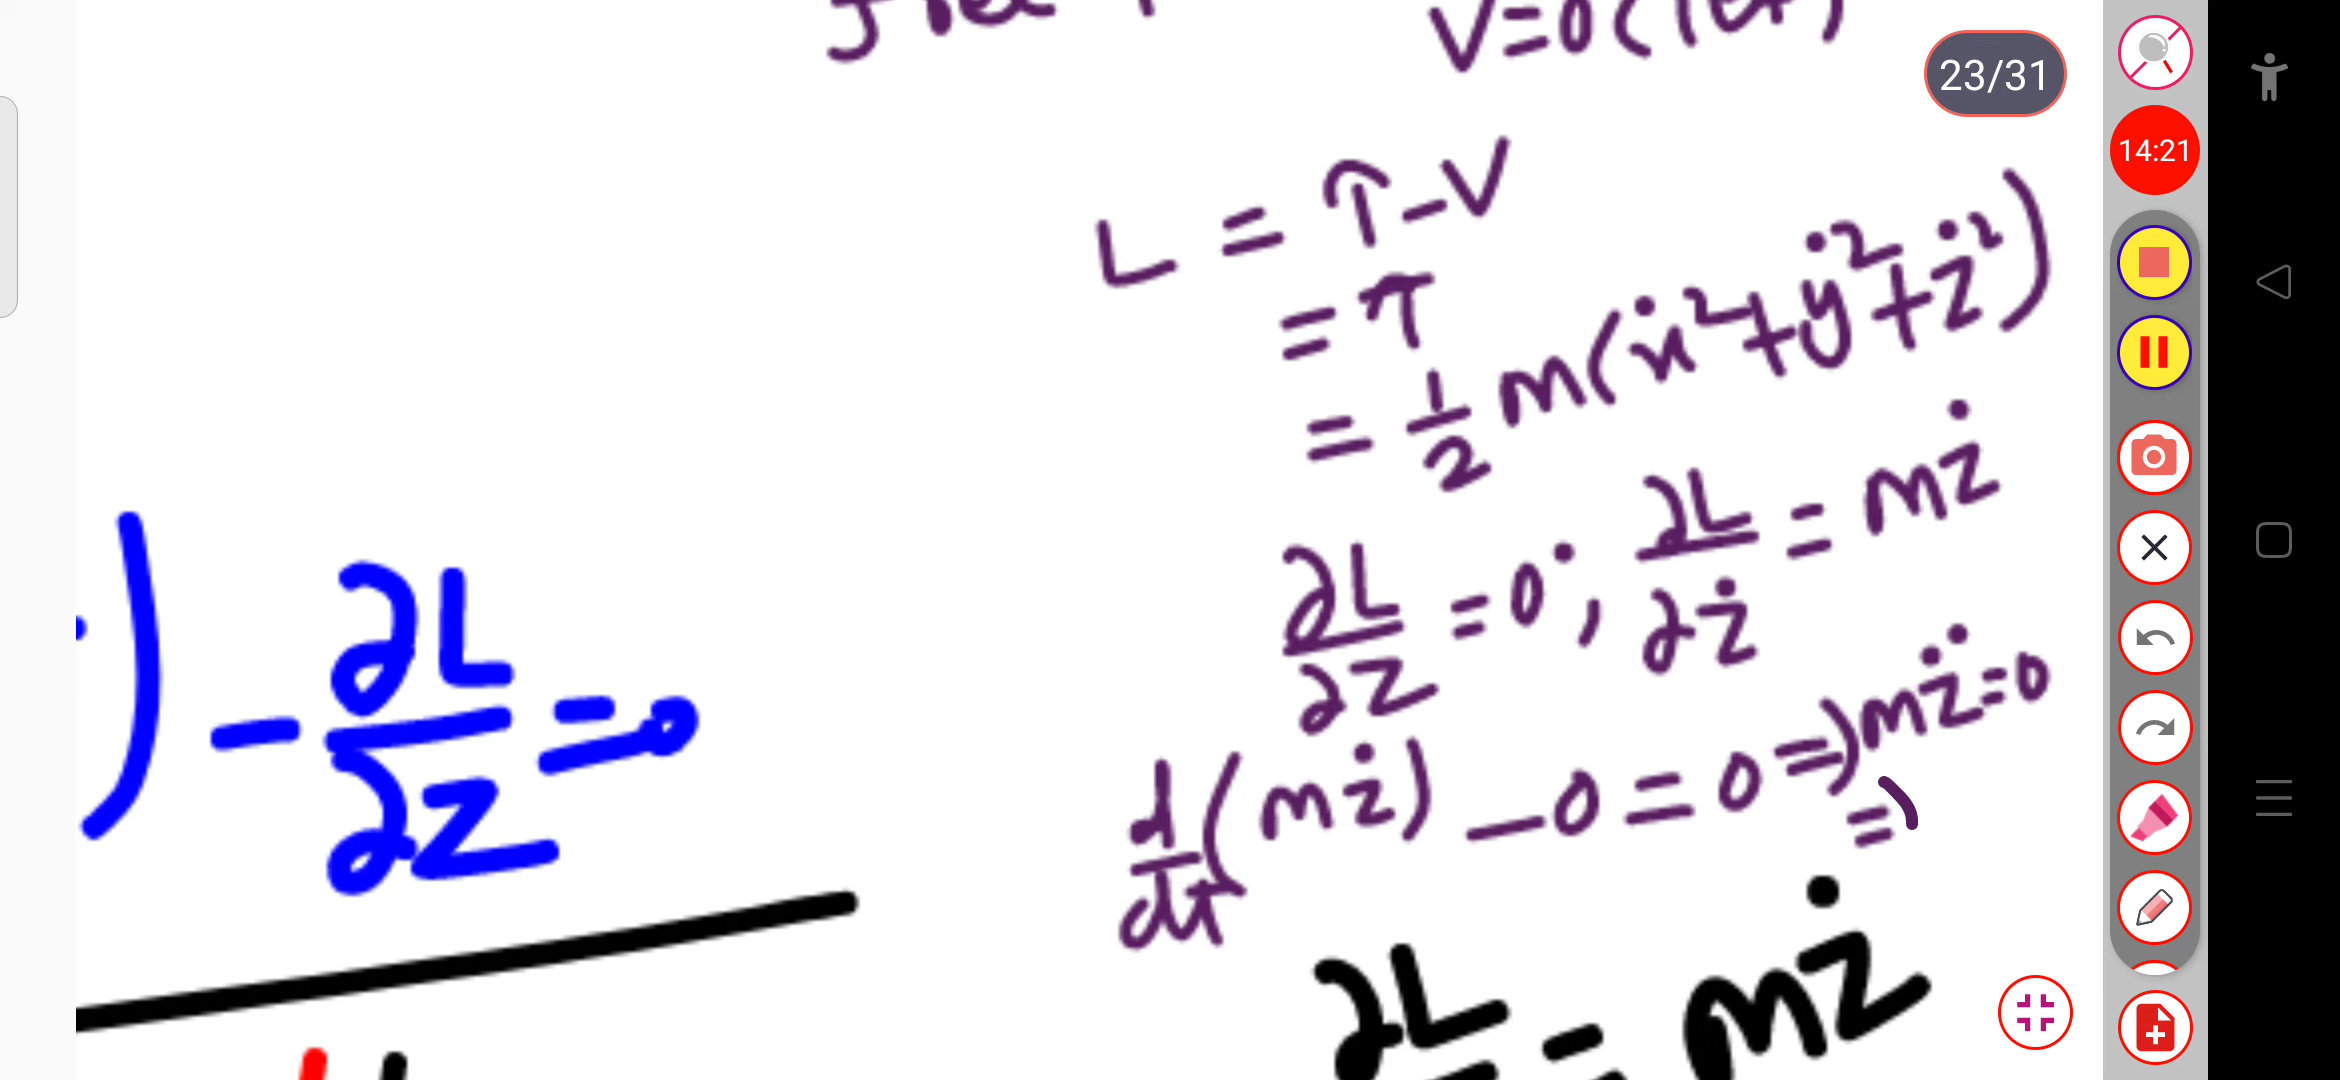 V=0
23/31
14:21
L = T-V
= T
= 1/2 m(ẋ²+ẏ²+ż²)
∂L/∂z = 0 ; ∂L/∂ż = mż
) - ∂L/∂z = 0
d/dt (mż) - 0 = 0 => mz̈ = 0
=)
∂L = mż